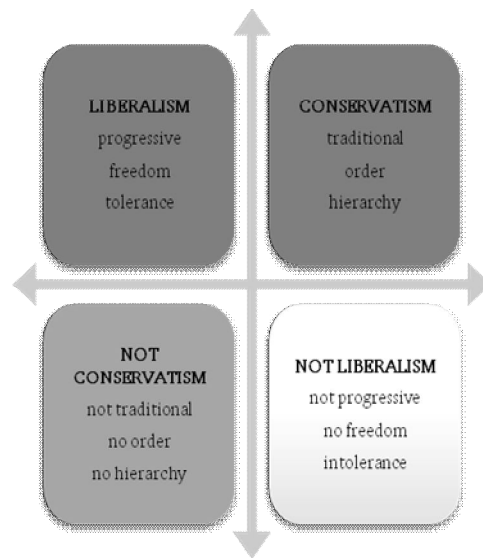 LIBERALISM
progressive
freedom
tolerance
CONSERVATISM
traditional
order
hierarchy
NOT
CONSERVATISM
not traditional
no order
no hierarchy
NOT LIBERALISM
not progressive
no freedom
intolerance